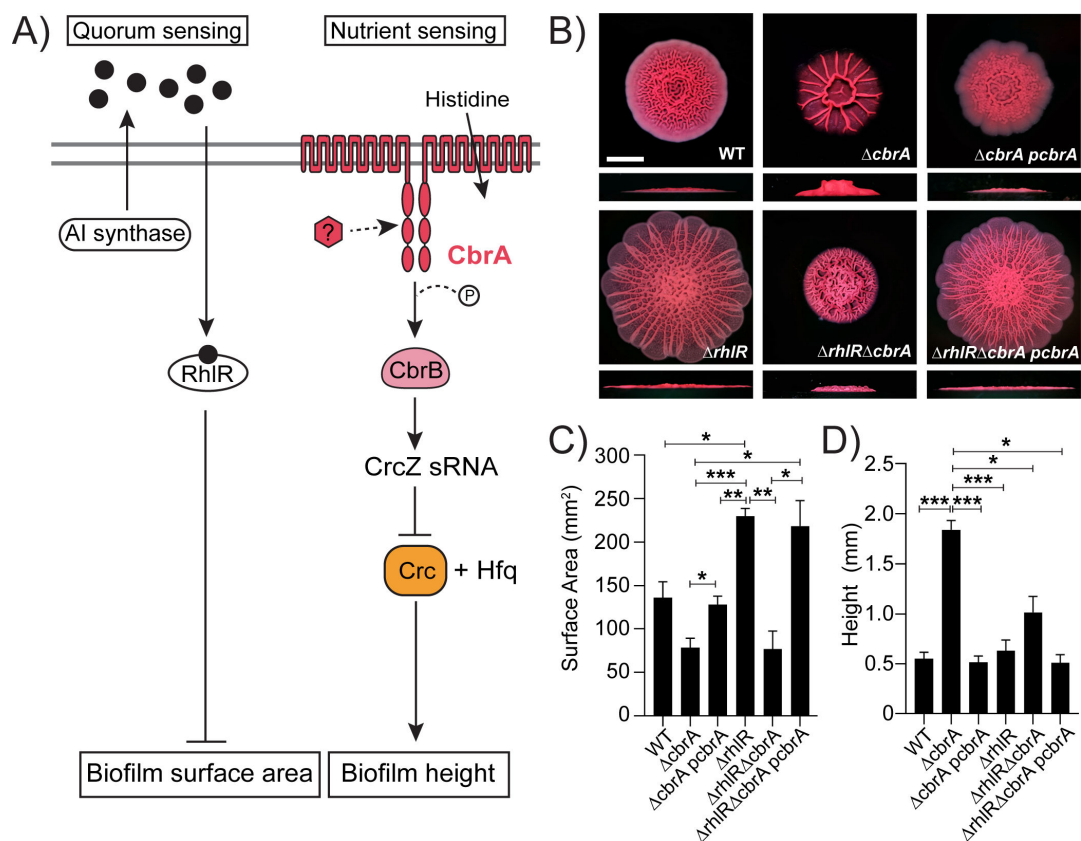 A)
Quorum sensing
Nutrient sensing
Histidine
AI synthase
?
CbrA
P
RhlR
CbrB
CrcZ sRNA
Crc + Hfq
Biofilm surface area
Biofilm height
B)
WT
ΔcbrA
ΔcbrA pcbrA
ΔrhlR
ΔrhlRΔcbrA
ΔrhlRΔcbrA pcbrA
C)
Surface Area (mm²)
300
250
200
150
100
50
0
*
*
***
*
**
**
*
WT
ΔcbrA
ΔcbrA pcbrA
ΔrhlR
ΔrhlRΔcbrA
ΔrhlRΔcbrA pcbrA
D)
Height (mm)
2.5
2.0
1.5
1.0
0.5
0.0
*
*
***
***
***
WT
ΔcbrA
ΔcbrA pcbrA
ΔrhlR
ΔrhlRΔcbrA
ΔrhlRΔcbrA pcbrA